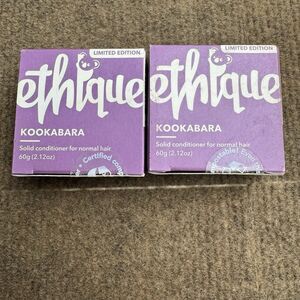 LIMITED EDITION
ethique
KOOKABARA
Solid conditioner for normal hair
60g (2.12oz)
Certified
LIMITED EDITION
ethique
KOOKABARA
Solid conditioner for normal hair
60g (2.12oz)